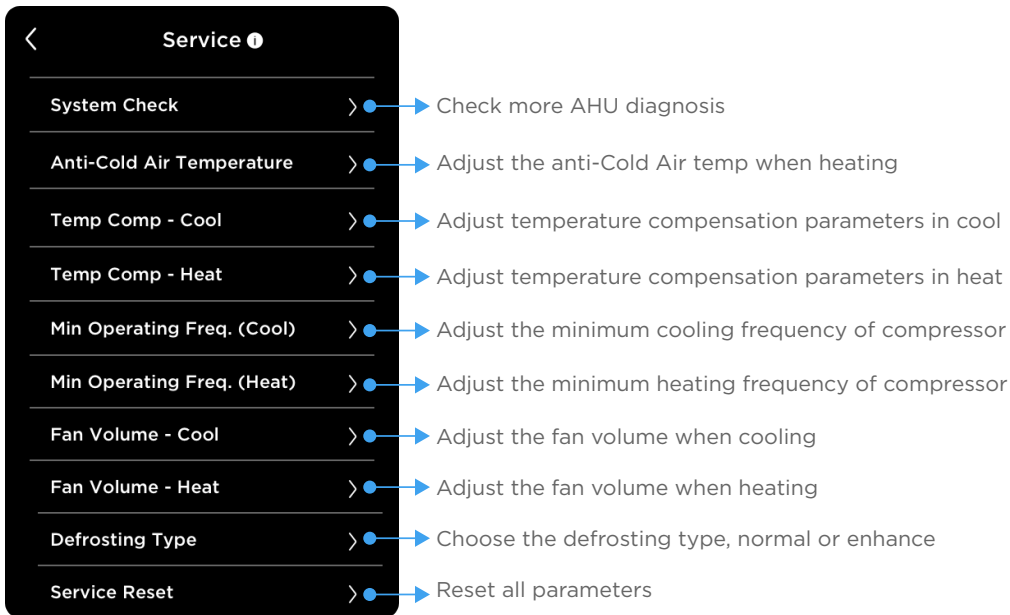 Service
System Check
Check more AHU diagnosis
Anti-Cold Air Temperature
Adjust the anti-Cold Air temp when heating
Temp Comp - Cool
Adjust temperature compensation parameters in cool
Temp Comp - Heat
Adjust temperature compensation parameters in heat
Min Operating Freq. (Cool)
Adjust the minimum cooling frequency of compressor
Min Operating Freq. (Heat)
Adjust the minimum heating frequency of compressor
Fan Volume - Cool
Adjust the fan volume when cooling
Fan Volume - Heat
Adjust the fan volume when heating
Defrosting Type
Choose the defrosting type, normal or enhance
Service Reset
Reset all parameters